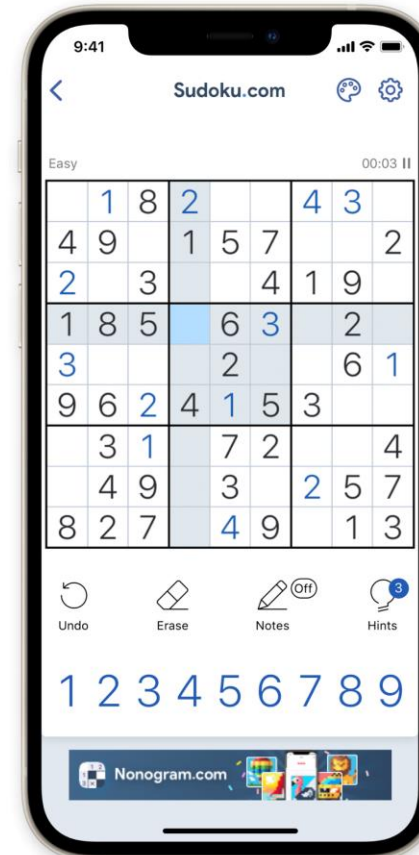 9:41
Sudoku.com
Easy 00:03
1 8 2 4 3
4 9 1 5 7 2
2 3 4 1 9
1 8 5 6 3 2
3 2 6 1
9 6 2 4 1 5 3
3 1 7 2 4
4 9 3 2 5 7
8 2 7 4 9 1 3
Off 3
Undo Erase Notes Hints
1 2 3 4 5 6 7 8 9
Nonogram.com